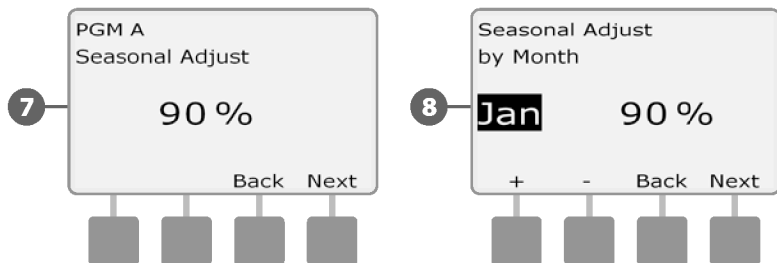 PGM A
Seasonal Adjust
7
90 %
Back Next
Seasonal Adjust
by Month
8
Jan 90 %
+ - Back Next